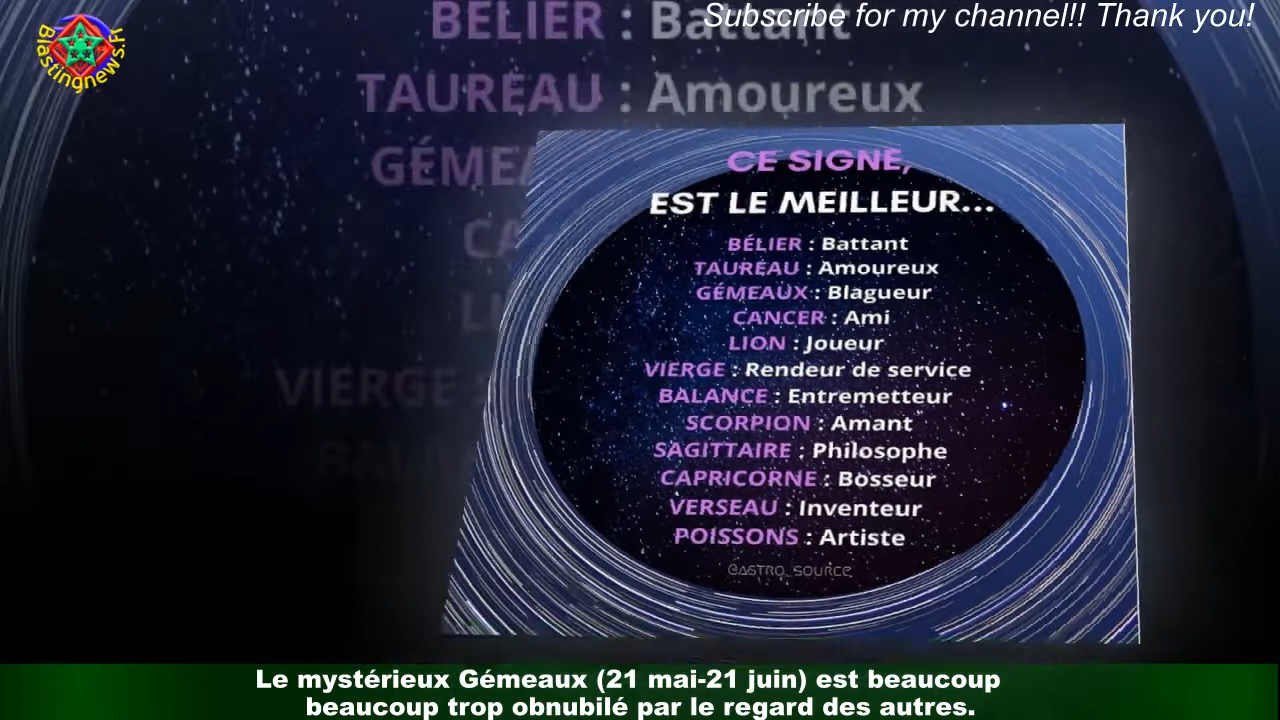 Subscribe for my channel!! Thank you!
Blastingnews.fr
BÉLIER : Battant
TAUREAU : Amoureux
CE SIGNE,
EST LE MEILLEUR...
BÉLIER : Battant
TAUREAU : Amoureux
GÉMEAUX : Blagueur
CANCER : Ami
LION : Joueur
VIERGE : Rendeur de service
BALANCE : Entremetteur
SCORPION : Amant
SAGITTAIRE : Philosophe
CAPRICORNE : Bosseur
VERSEAU : Inventeur
POISSONS : Artiste
@ASTRO_SOURCE
VIERGE :
Le mystérieux Gémeaux (21 mai-21 juin) est beaucoup
beaucoup trop obnubilé par le regard des autres.